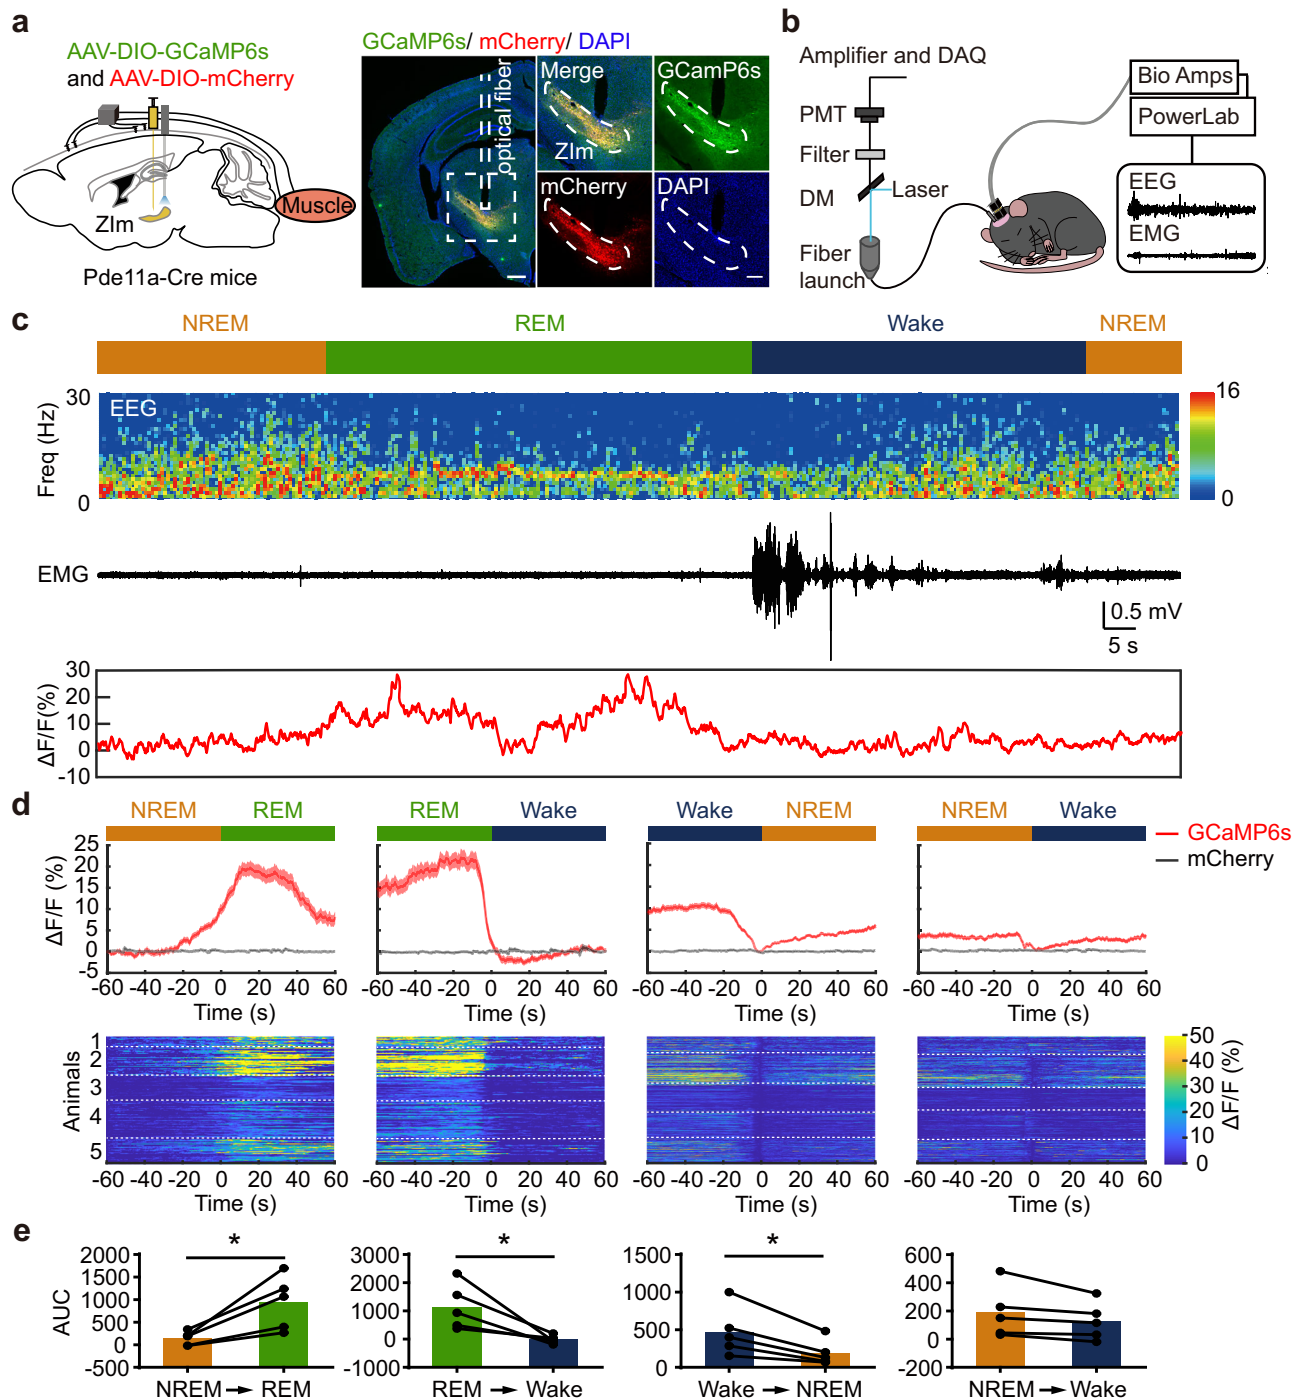 a
AAV-DIO-GCaMP6s
and AAV-DIO-mCherry
ZIm
Muscle
Pde11a-Cre mice
GCaMP6s/ mCherry/ DAPI
optical fiber
Merge
ZIm
GCamP6s
mCherry
DAPI
b
Amplifier and DAQ
PMT
Filter
DM
Laser
Fiber
launch
Bio Amps
PowerLab
EEG
EMG
c
NREM REM Wake NREM
30
Freq (Hz)
0
EEG
16
0
EMG
0.5 mV
5 s
30
20
10
0
-10
ΔF/F(%)
d
NREM REM REM Wake Wake NREM NREM Wake
GCaMP6s
mCherry
25
20
15
10
5
0
-5
ΔF/F (%)
-60 -40 -20 0 20 40 60 -60 -40 -20 0 20 40 60 -60 -40 -20 0 20 40 60 -60 -40 -20 0 20 40 60
Time (s) Time (s) Time (s) Time (s)
Animals
1
2
3
4
5
50
40
30
20
10
0
ΔF/F (%)
-60 -40 -20 0 20 40 60 -60 -40 -20 0 20 40 60 -60 -40 -20 0 20 40 60 -60 -40 -20 0 20 40 60
Time (s) Time (s) Time (s) Time (s)
e
AUC
2000
1500
1000
500
0
-500
*
NREM → REM
3000
2000
1000
0
-1000
*
REM → Wake
1500
1000
500
0
*
Wake → NREM
600
400
200
0
-200
NREM → Wake